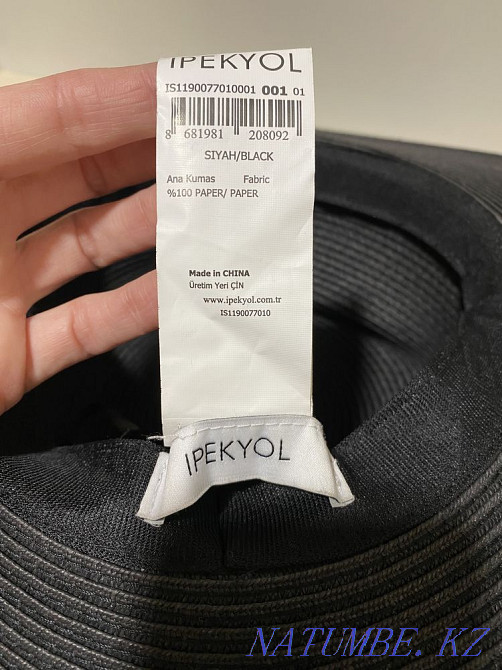 IPEKYOL
IS1190077010001 001 01
8 681981 208092
SIYAH/BLACK
Ana Kumas Fabric
%100 PAPER/ PAPER
Made in CHINA
Üretim Yeri ÇİN
www.ipekyol.com.tr
IS1190077010
IPEKYOL
NATUMBE.KZ